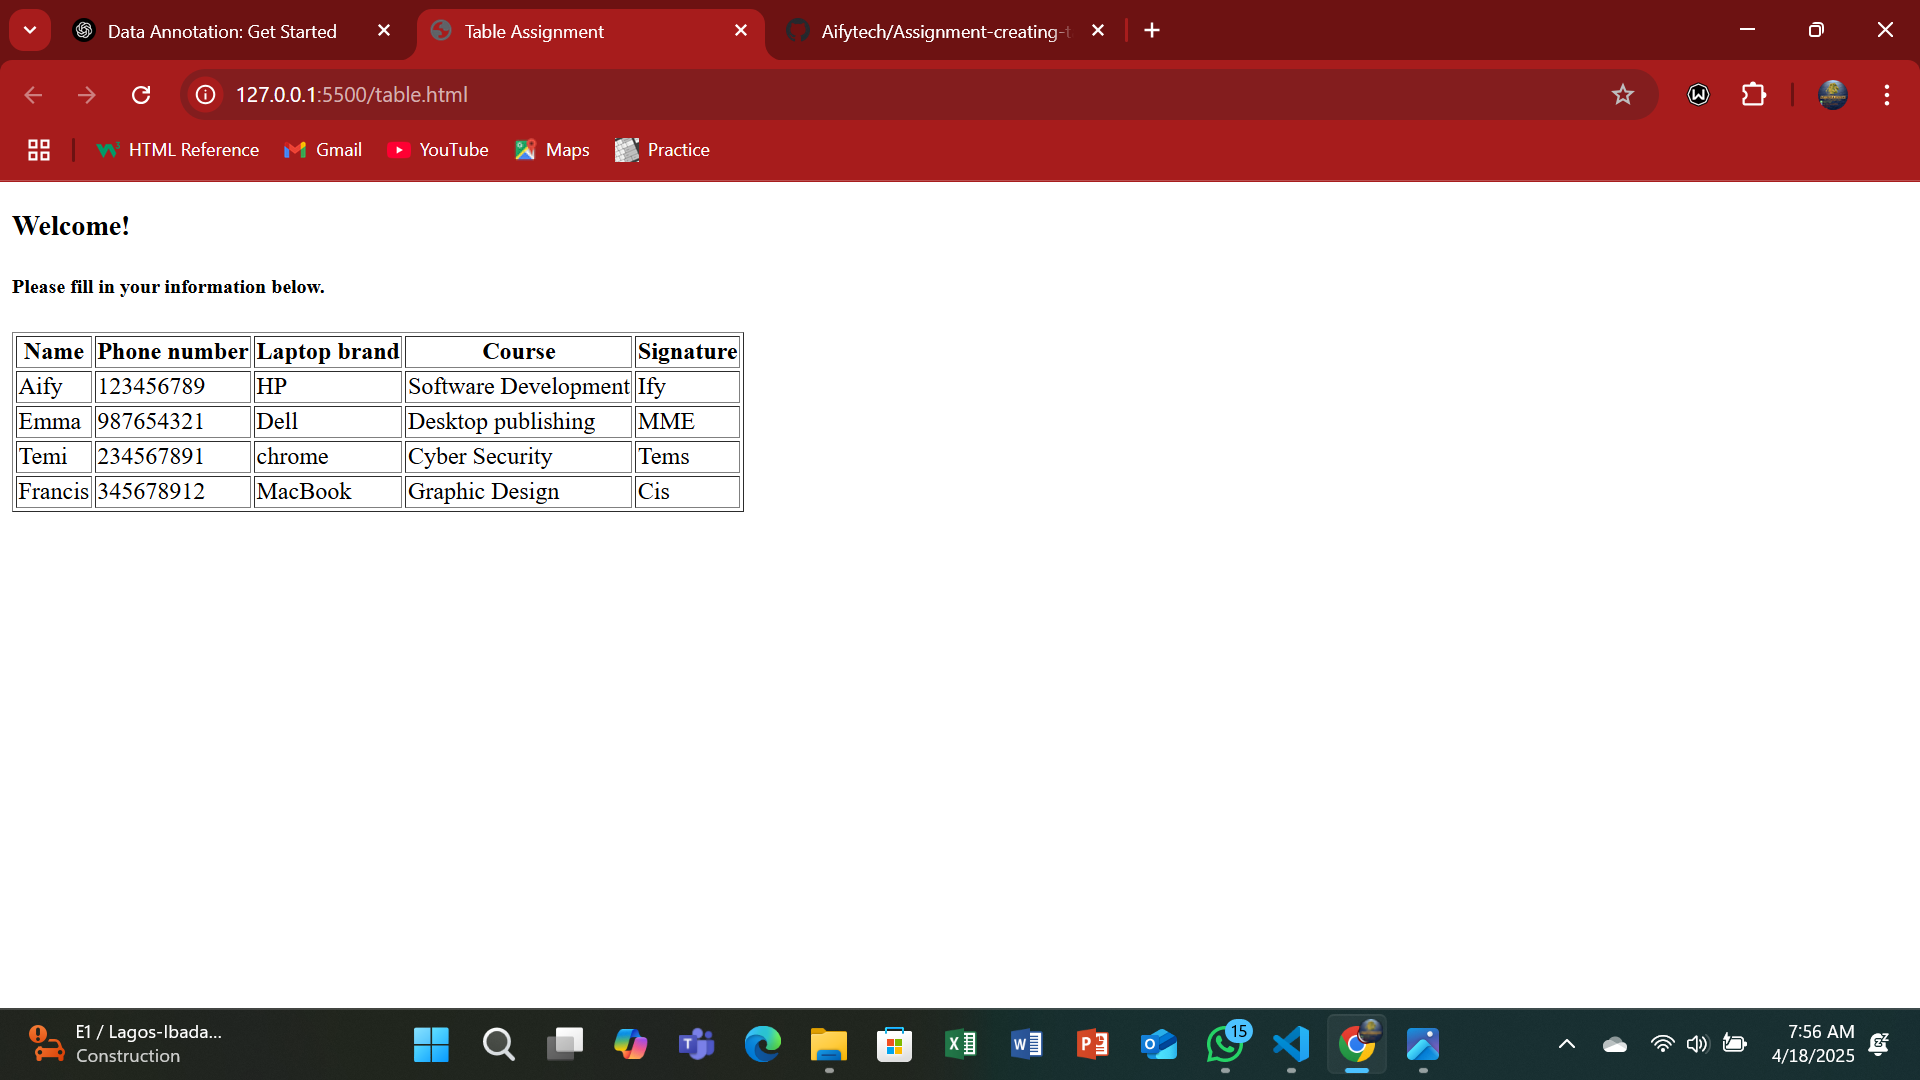 Data Annotation: Get Started
Table Assignment
Aifytech/Assignment-creating-t
127.0.0.1:5500/table.html
HTML Reference
Gmail
YouTube
Maps
Practice
Welcome!
Please fill in your information below.
Name Phone number Laptop brand Course Signature
Aify 123456789 HP Software Development Ify
Emma 987654321 Dell Desktop publishing MME
Temi 234567891 chrome Cyber Security Tems
Francis 345678912 MacBook Graphic Design Cis
E1 / Lagos-Ibada...
Construction
15
7:56 AM
4/18/2025